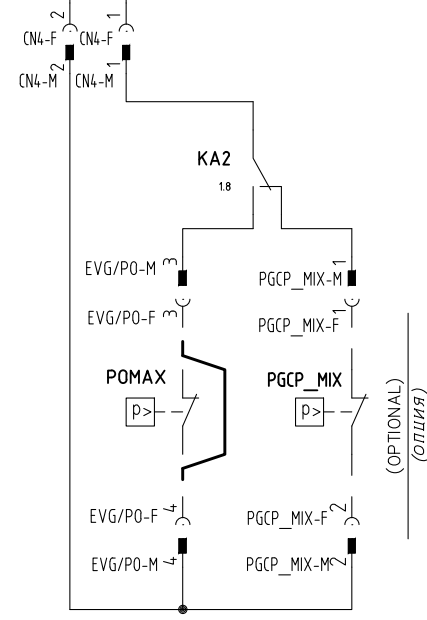 2
1
CN4-F
CN4-F
CN4-M
2
CN4-M
1
KA2
1.8
EVG/PO-M
3
PGCP_MIX-M
1
EVG/PO-F
3
PGCP_MIX-F
1
POMAX
PGCP_MIX
p>
p>
(OPTIONAL)
(ОПЦИЯ)
EVG/PO-F
4
PGCP_MIX-F
2
EVG/PO-M
4
PGCP_MIX-M
2